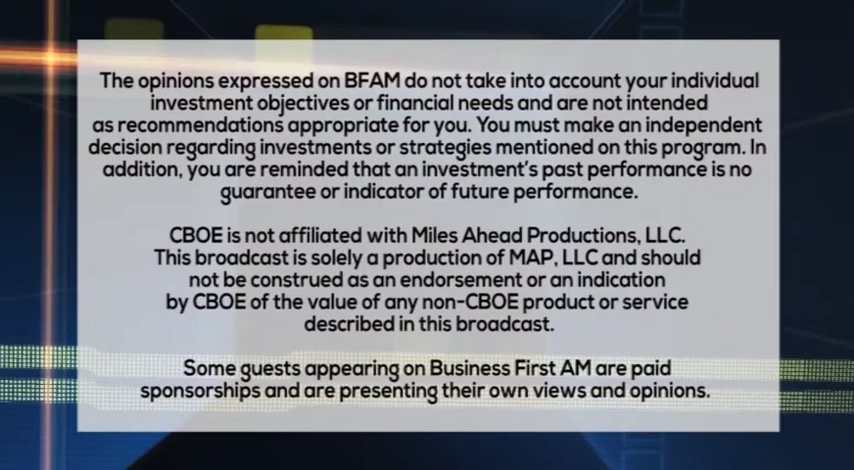 The opinions expressed on BFAM do not take into account your individual
investment objectives or financial needs and are not intended
as recommendations appropriate for you. You must make an independent
decision regarding investments or strategies mentioned on this program. In
addition, you are reminded that an investment's past performance is no
guarantee or indicator of future performance.
CBOE is not affiliated with Miles Ahead Productions, LLC.
This broadcast is solely a production of MAP, LLC and should
not be construed as an endorsement or an indication
by CBOE of the value of any non-CBOE product or service
described in this broadcast.
Some guests appearing on Business First AM are paid
sponsorships and are presenting their own views and opinions.